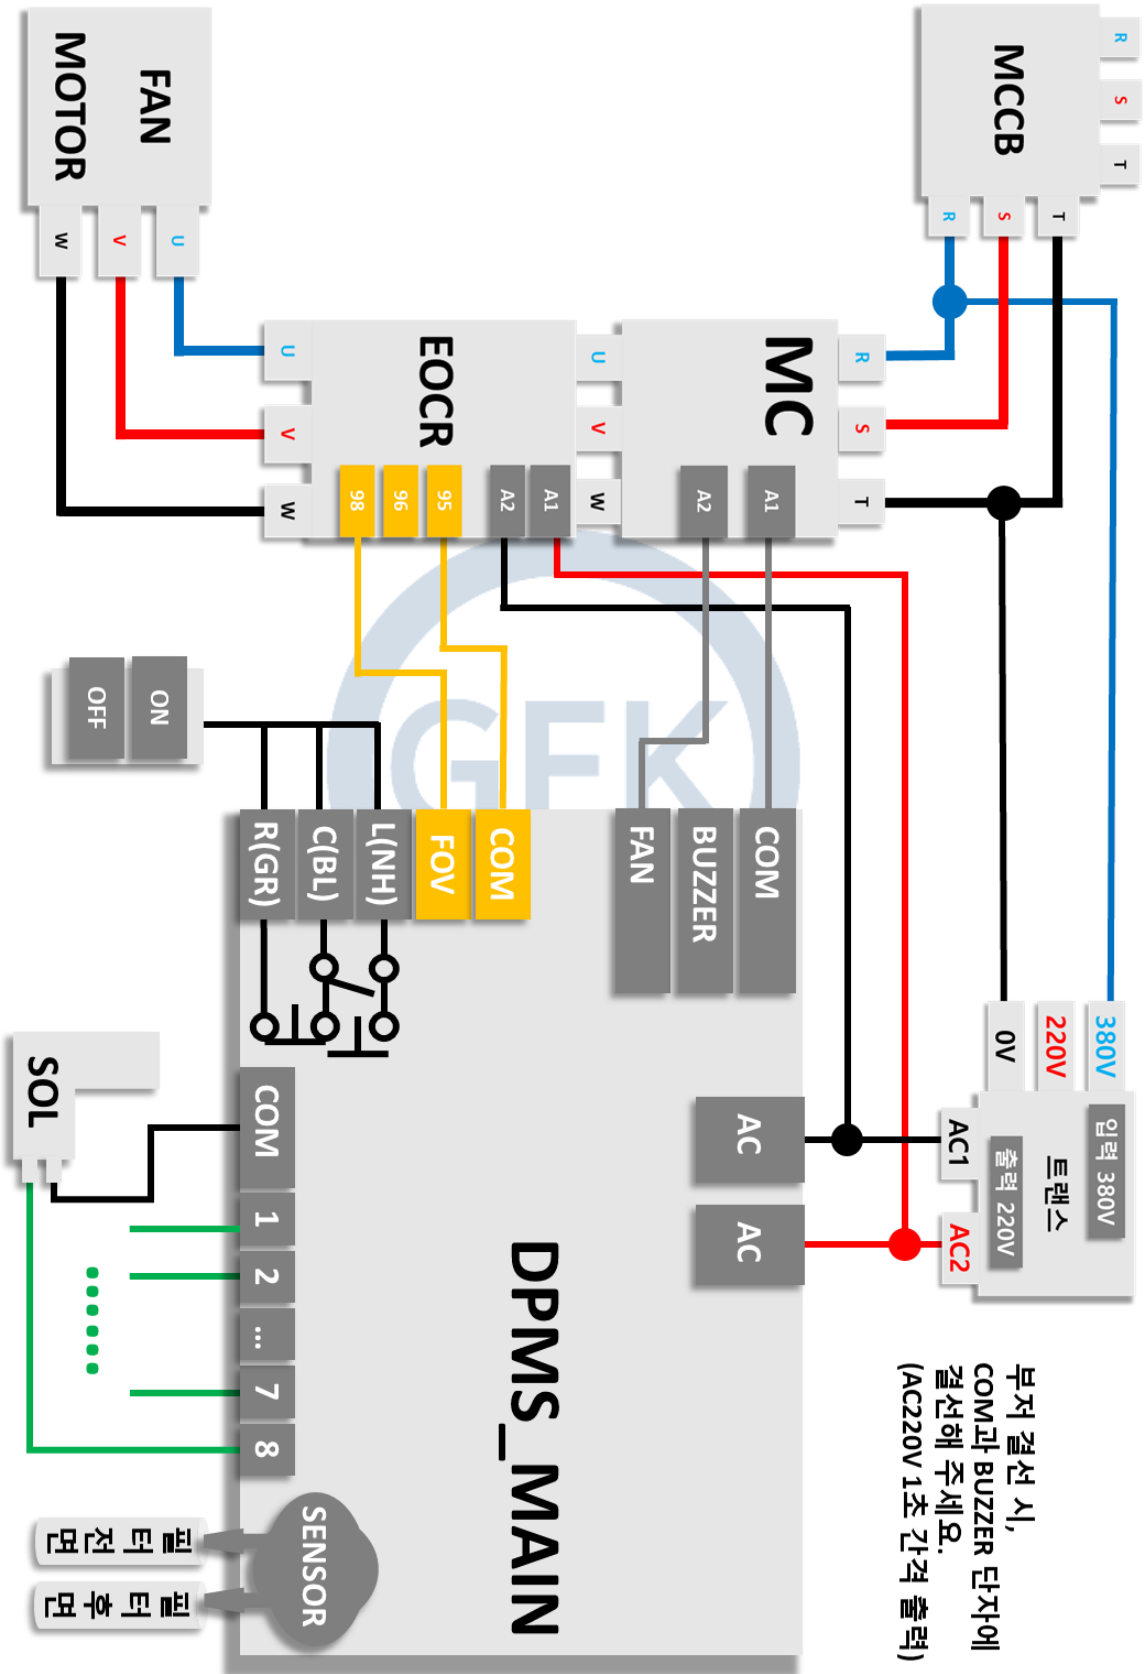 R
S
T
MCCB
R
S
T
FAN
MOTOR
U
V
W
MC
R
S
T
A1
A2
U
V
W
EOCR
A1
A2
95
96
98
U
V
W
GFK
ON
OFF
COM
BUZZER
FAN
COM
FOV
L(NH)
C(BL)
R(GR)
380V
220V
0V
입력 380V
트랜스
출력 220V
AC1
AC2
AC
AC
DPMS_MAIN
COM
1
2
...
7
8
SOL
SENSOR
필터 전면
필터 후면
부저 결선 시,
COM과 BUZZER 단자에
결선해 주세요.
(AC220V 1초 간격 출력)